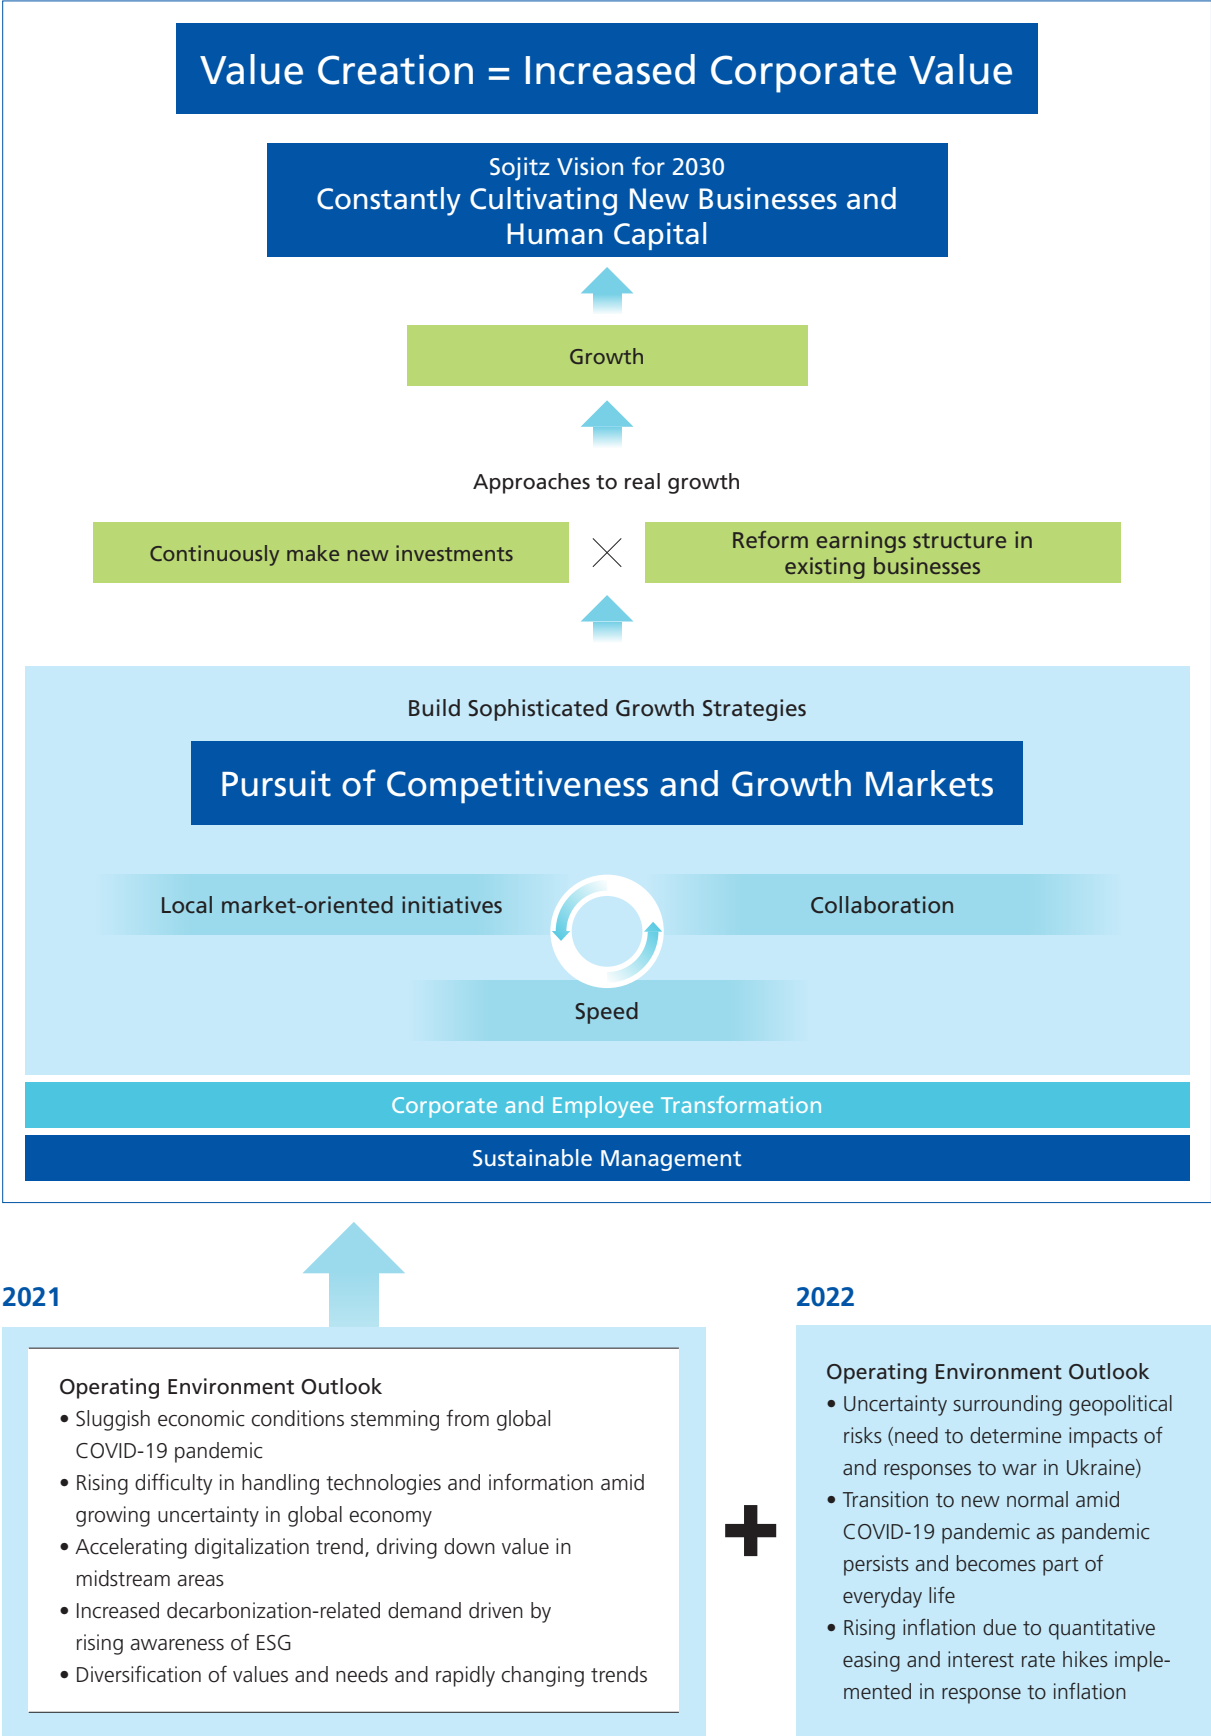 Value Creation = Increased Corporate Value
Sojitz Vision for 2030
Constantly Cultivating New Businesses and
Human Capital
Growth
Approaches to real growth
Continuously make new investments
Reform earnings structure in
existing businesses
Build Sophisticated Growth Strategies
Pursuit of Competitiveness and Growth Markets
Local market-oriented initiatives
Collaboration
Speed
Corporate and Employee Transformation
Sustainable Management
2021
Operating Environment Outlook
• Sluggish economic conditions stemming from global
COVID-19 pandemic
• Rising difficulty in handling technologies and information amid
growing uncertainty in global economy
• Accelerating digitalization trend, driving down value in
midstream areas
• Increased decarbonization-related demand driven by
rising awareness of ESG
• Diversification of values and needs and rapidly changing trends
2022
Operating Environment Outlook
• Uncertainty surrounding geopolitical
risks (need to determine impacts of
and responses to war in Ukraine)
• Transition to new normal amid
COVID-19 pandemic as pandemic
persists and becomes part of
everyday life
• Rising inflation due to quantitative
easing and interest rate hikes imple-
mented in response to inflation